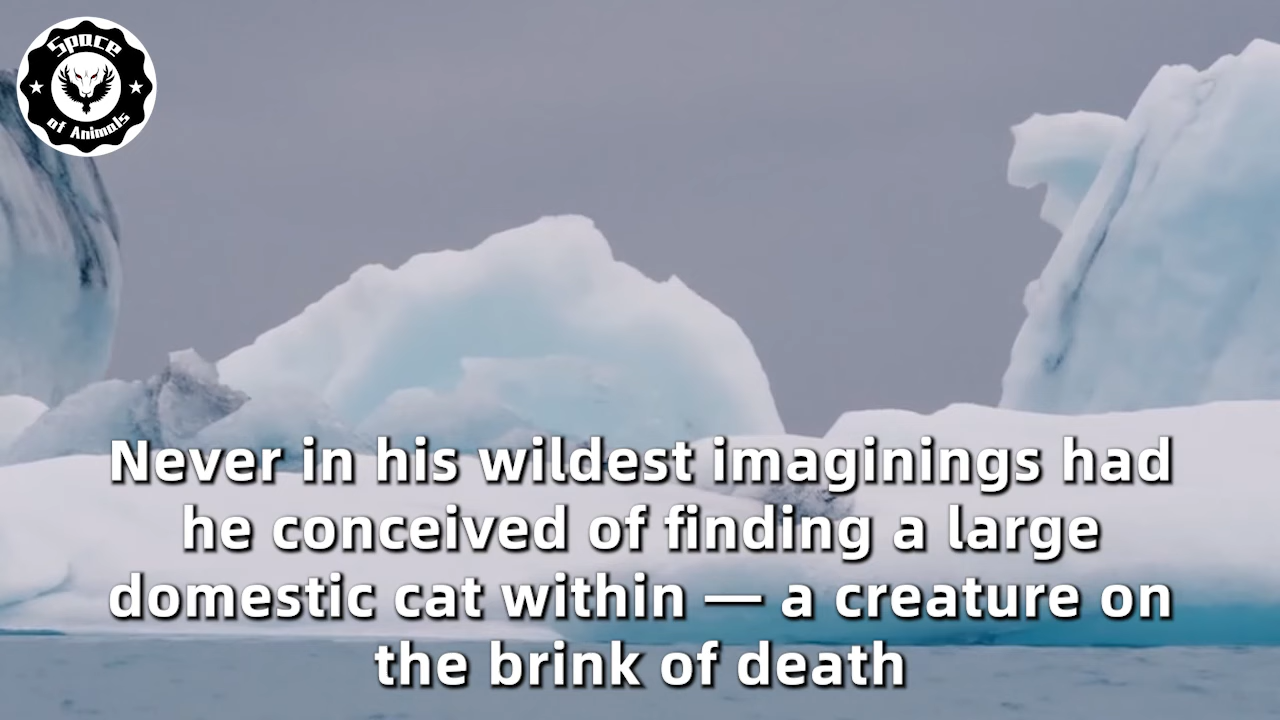 Space
of Animals
Never in his wildest imaginings had
he conceived of finding a large
domestic cat within — a creature on
the brink of death